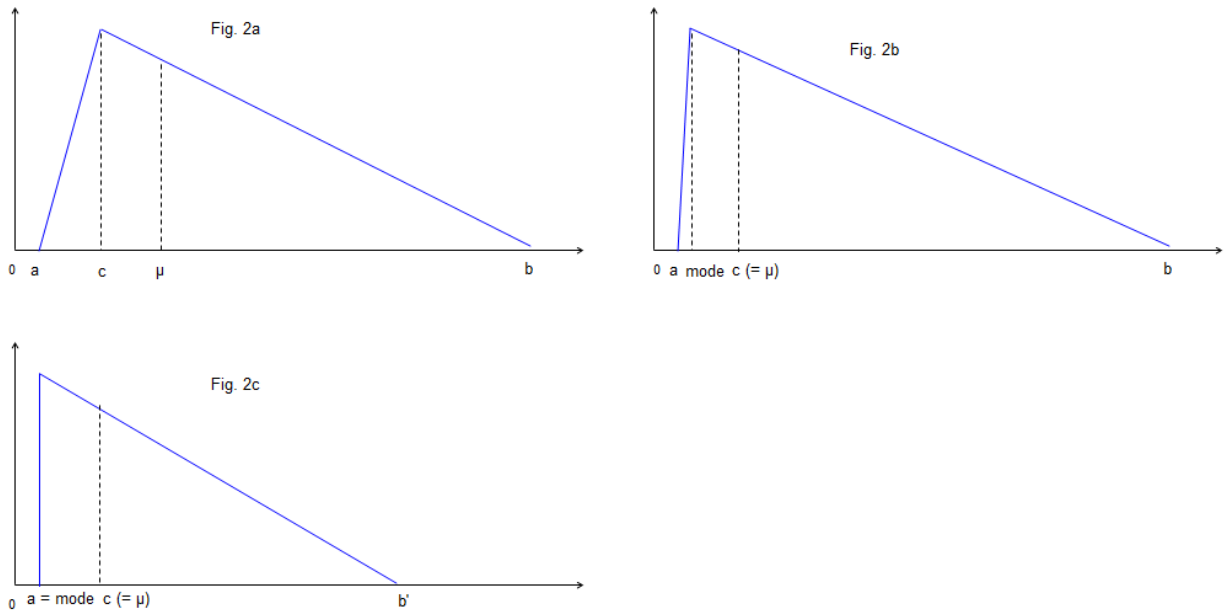 Fig. 2a
0 a c μ b
Fig. 2b
0 a mode c (= μ) b
Fig. 2c
0 a = mode c (= μ) b'